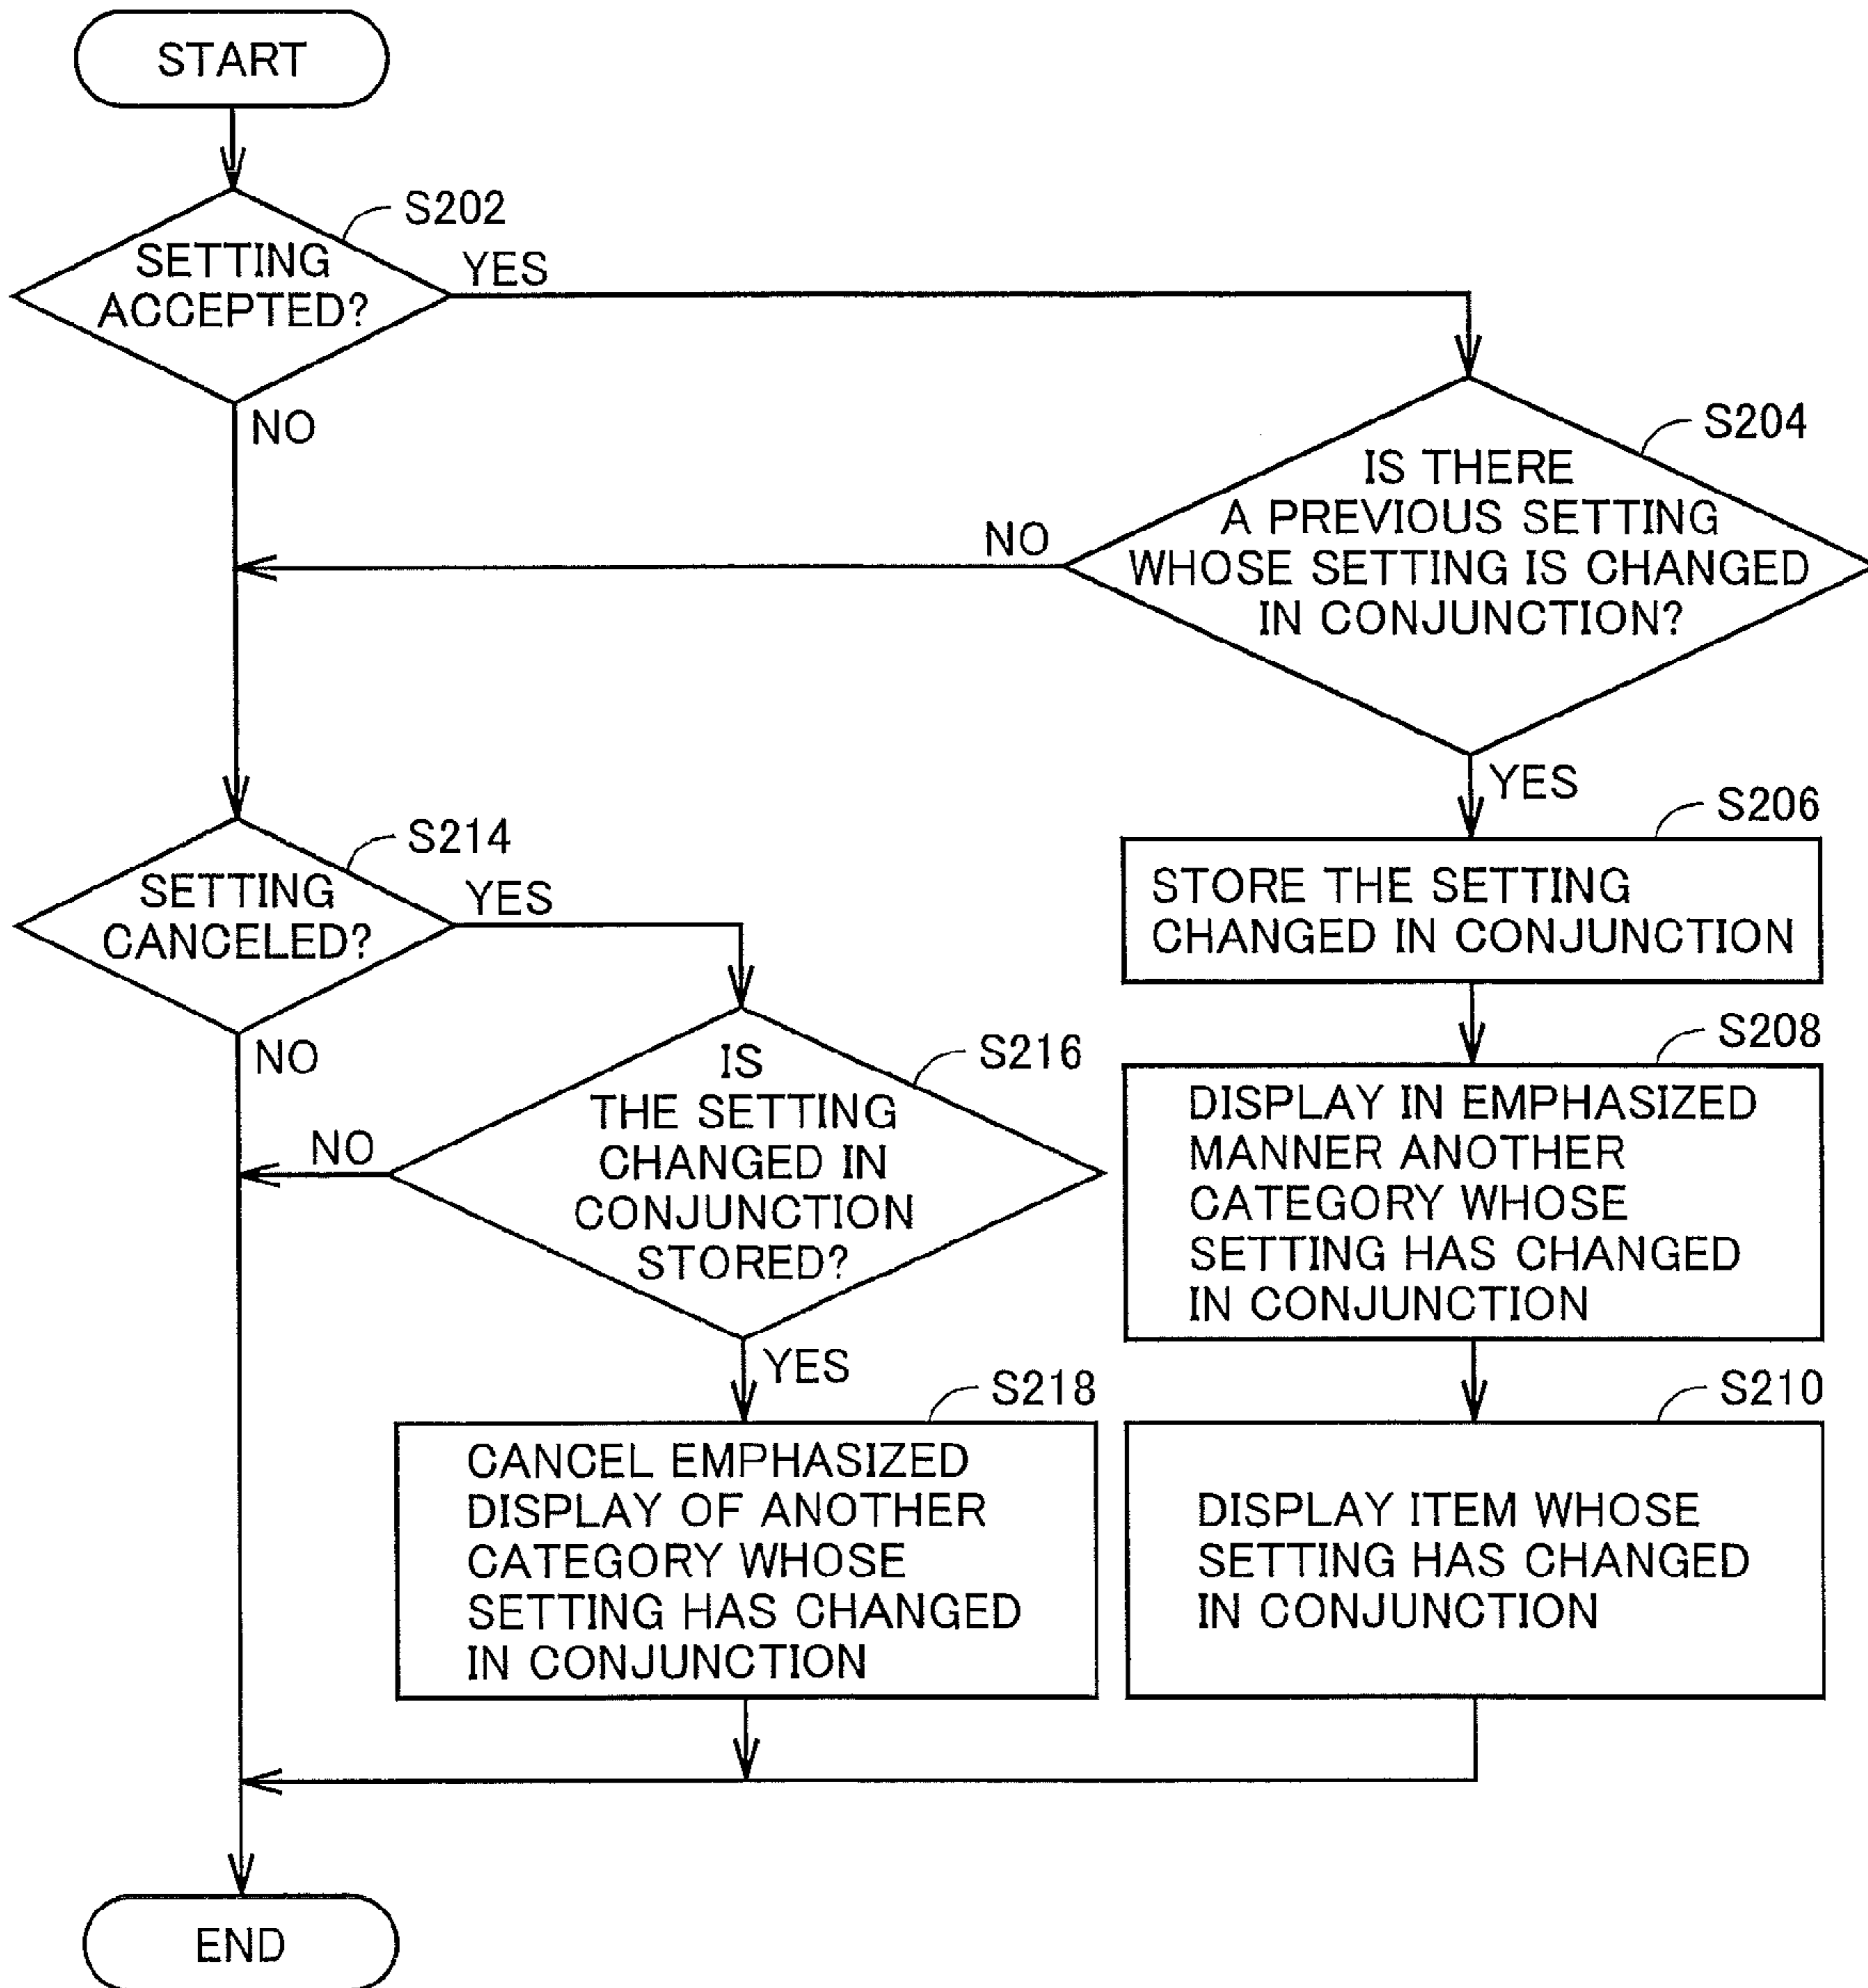 START
S202
SETTING
ACCEPTED?
YES
NO
S204
IS THERE
A PREVIOUS SETTING
WHOSE SETTING IS CHANGED
IN CONJUNCTION?
NO
YES
S206
STORE THE SETTING
CHANGED IN CONJUNCTION
S208
DISPLAY IN EMPHASIZED
MANNER ANOTHER
CATEGORY WHOSE
SETTING HAS CHANGED
IN CONJUNCTION
S210
DISPLAY ITEM WHOSE
SETTING HAS CHANGED
IN CONJUNCTION
S214
SETTING
CANCELED?
YES
NO
S216
IS
THE SETTING
CHANGED IN
CONJUNCTION
STORED?
NO
YES
S218
CANCEL EMPHASIZED
DISPLAY OF ANOTHER
CATEGORY WHOSE
SETTING HAS CHANGED
IN CONJUNCTION
END